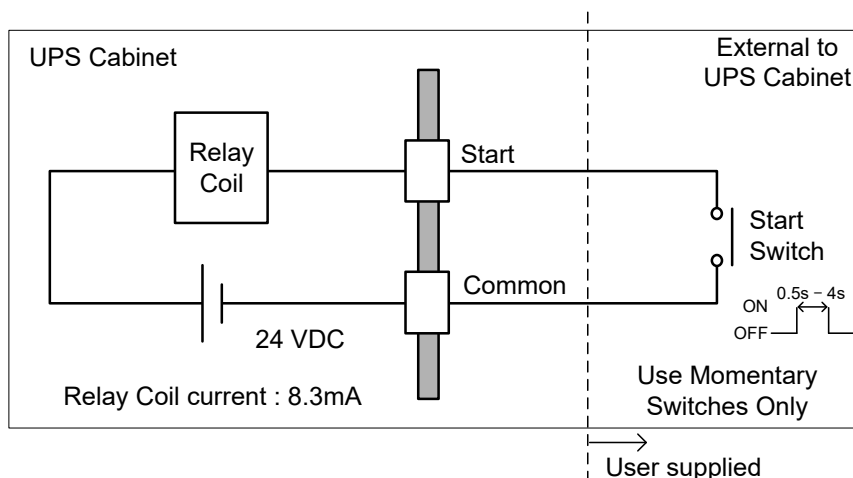 UPS Cabinet
External to
UPS Cabinet
Relay
Coil
Start
Start
Switch
Common
0.5s – 4s
ON
OFF
24 VDC
Relay Coil current : 8.3mA
Use Momentary
Switches Only
User supplied